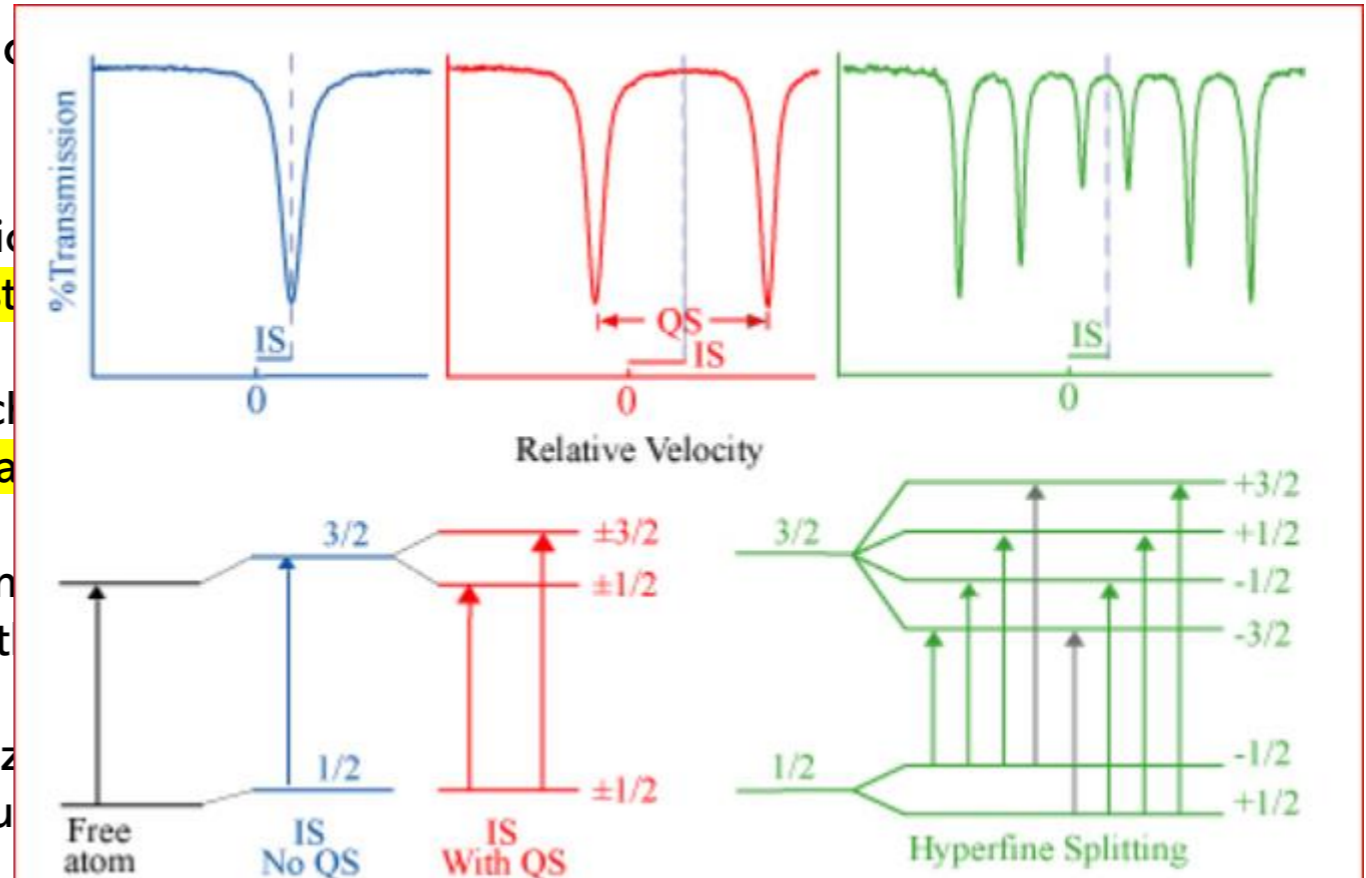 %Transmission
IS
0
QS
IS
0
IS
0
Relative Velocity
3/2
1/2
±3/2
±1/2
±1/2
Free
atom
IS
No QS
IS
With QS
3/2
1/2
+3/2
+1/2
-1/2
-3/2
-1/2
+1/2
Hyperfine Splitting